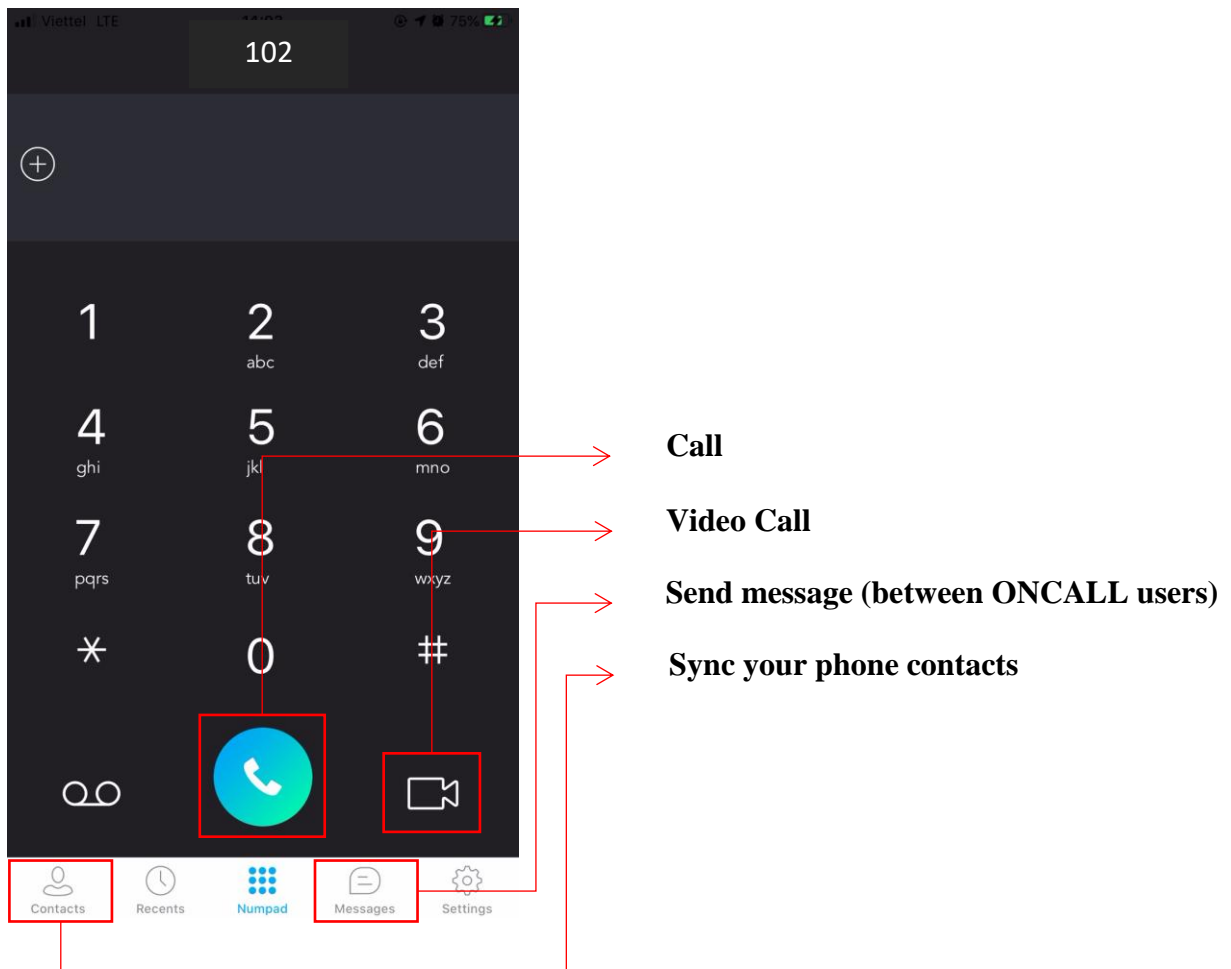 Viettel LTE
75%
102
1 2 3
abc def
4 5 6
ghi jkl mno
7 8 9
pqrs tuv wxyz
* 0 #
Contacts Recents Numpad Messages Settings
Call
Video Call
Send message (between ONCALL users)
Sync your phone contacts